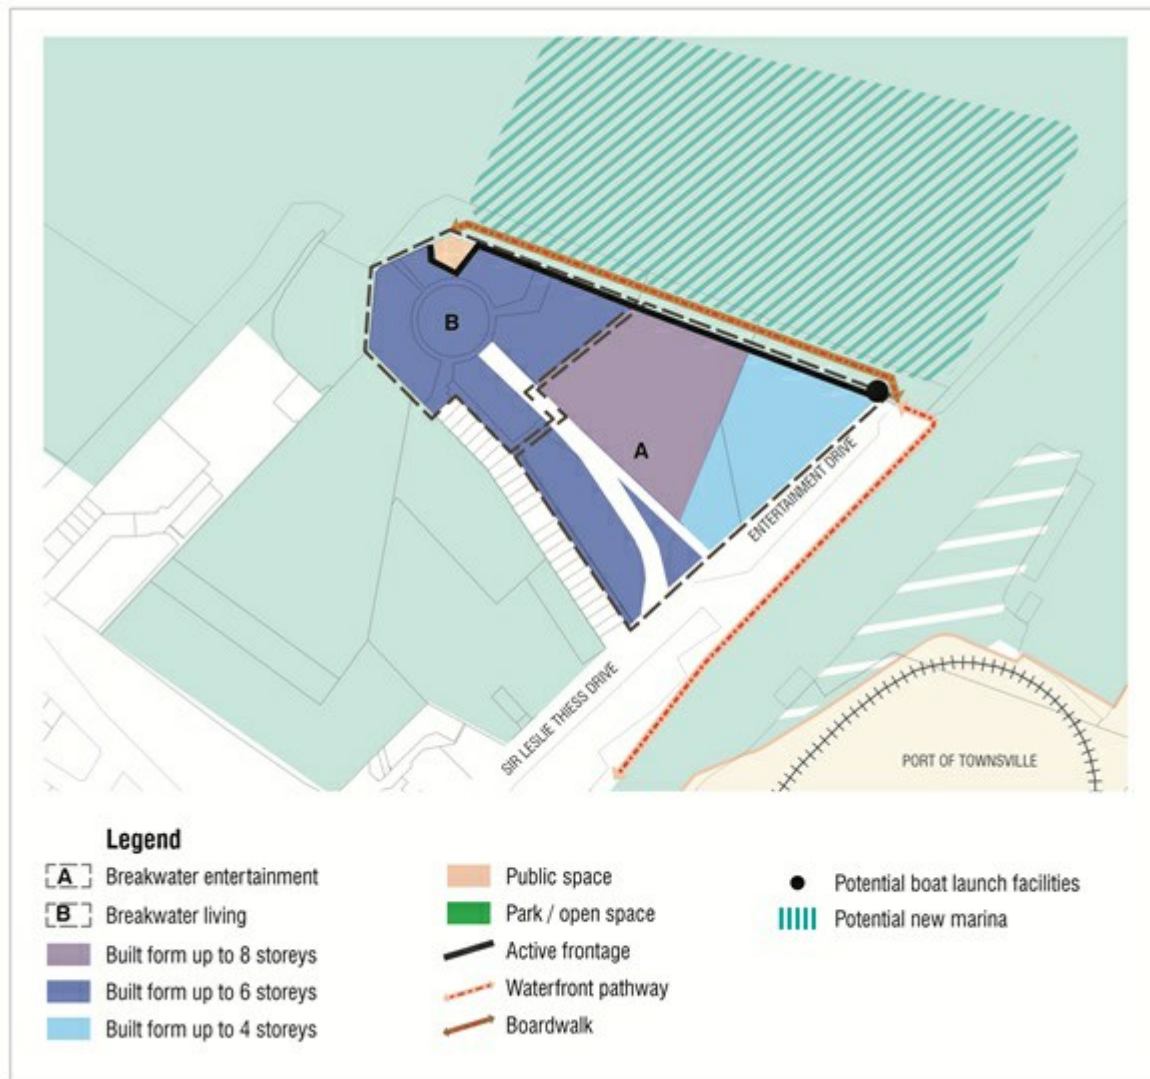 B
A
ENTERTAINMENT DRIVE
SIR LESLIE THIESS DRIVE
PORT OF TOWNSVILLE
Legend
A Breakwater entertainment
B Breakwater living
Built form up to 8 storeys
Built form up to 6 storeys
Built form up to 4 storeys
Public space
Park / open space
Active frontage
Waterfront pathway
Boardwalk
Potential boat launch facilities
Potential new marina